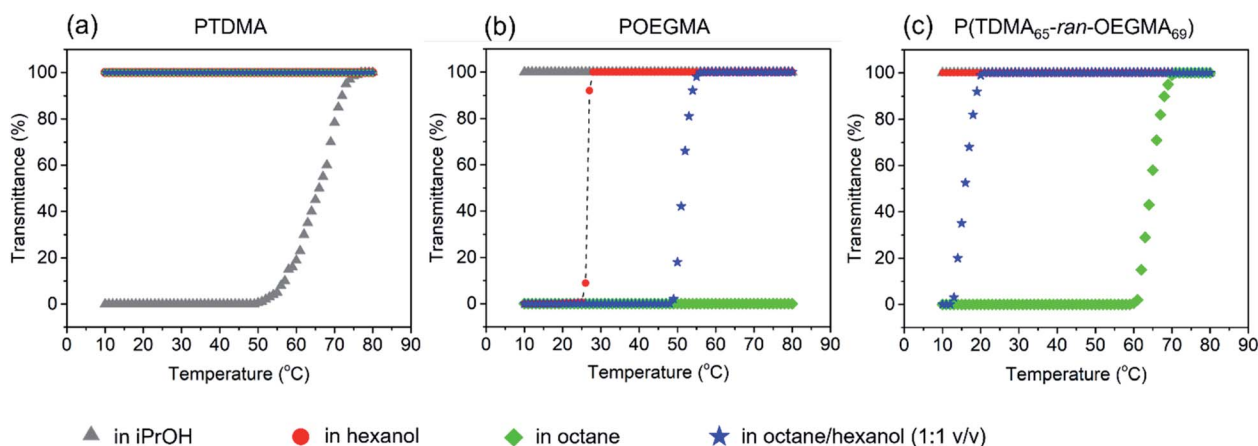 (a) PTDMA
Transmittance (%)
100
80
60
40
20
0
0 10 20 30 40 50 60 70 80 90
Temperature (°C)
(b) POEGMA
Transmittance (%)
100
80
60
40
20
0
0 10 20 30 40 50 60 70 80 90
Temperature (°C)
(c) P(TDMA65-ran-OEGMA69)
Transmittance (%)
100
80
60
40
20
0
0 10 20 30 40 50 60 70 80 90
Temperature (°C)
in iPrOH in hexanol in octane in octane/hexanol (1:1 v/v)